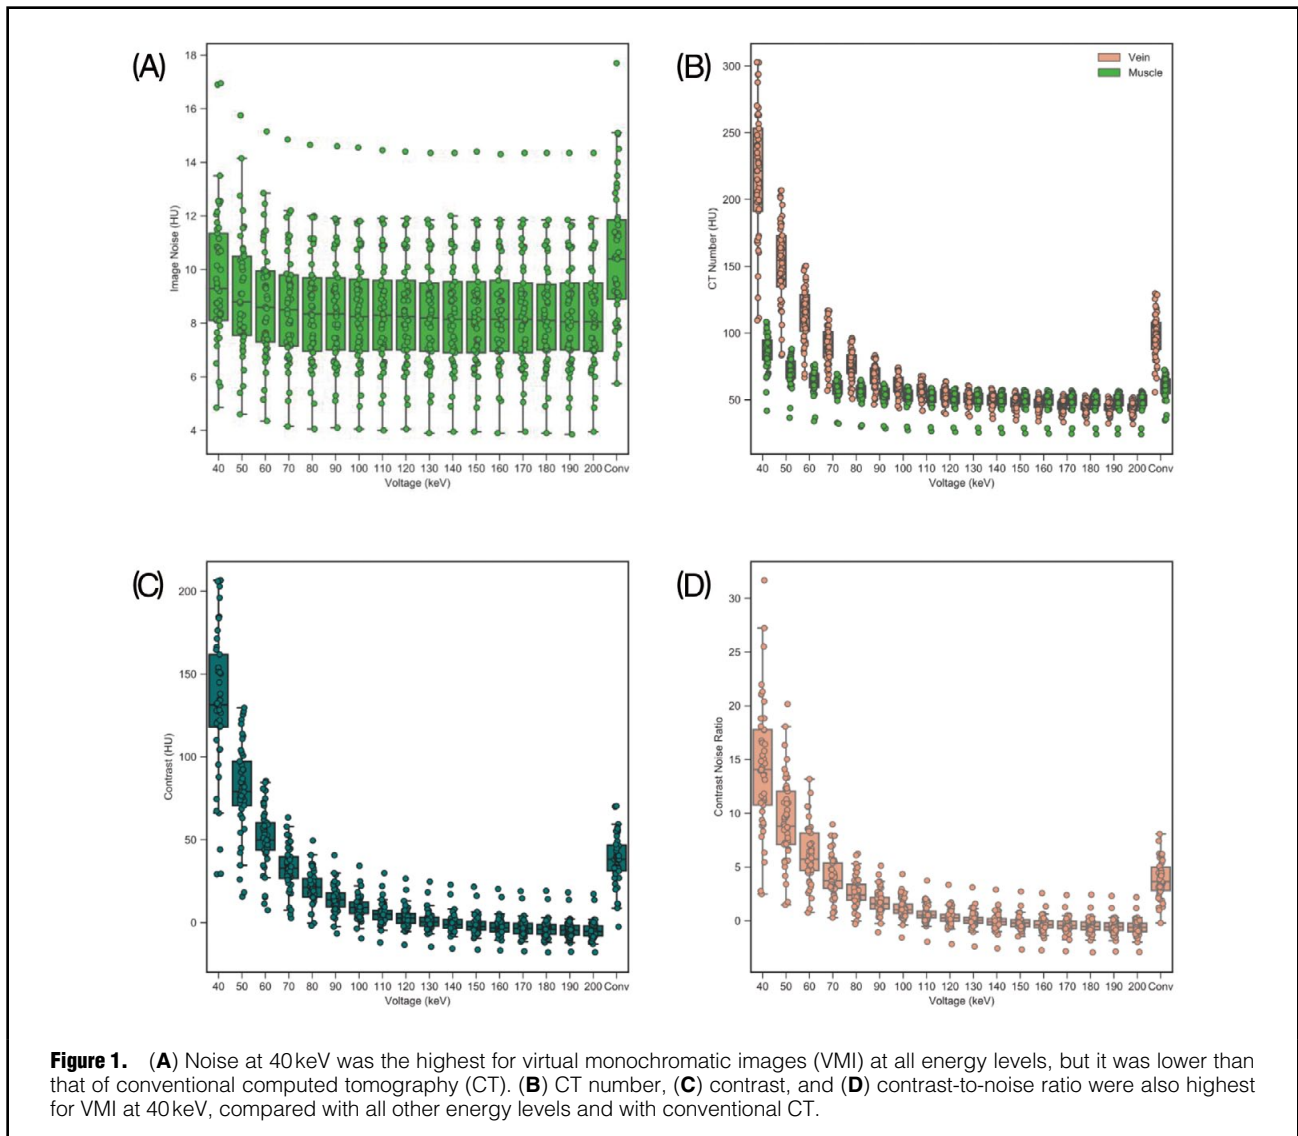 (A)
18
16
14
12
10
8
6
4
Image Noise (HU)
40 50 60 70 80 90 100 110 120 130 140 150 160 170 180 190 200 Conv
Voltage (keV)
(B)
Vein
Muscle
300
250
200
150
100
50
CT Number (HU)
40 50 60 70 80 90 100 110 120 130 140 150 160 170 180 190 200 Conv
Voltage (keV)
(C)
200
150
100
50
0
Contrast (HU)
40 50 60 70 80 90 100 110 120 130 140 150 160 170 180 190 200 Conv
Voltage (keV)
(D)
30
25
20
15
10
5
0
Contrast Noise Ratio
40 50 60 70 80 90 100 110 120 130 140 150 160 170 180 190 200 Conv
Voltage (keV)
Figure 1. (A) Noise at 40 keV was the highest for virtual monochromatic images (VMI) at all energy levels, but it was lower than
that of conventional computed tomography (CT). (B) CT number, (C) contrast, and (D) contrast-to-noise ratio were also highest
for VMI at 40 keV, compared with all other energy levels and with conventional CT.